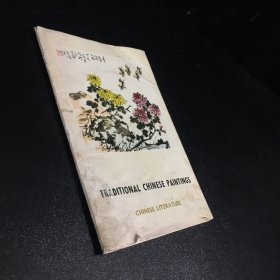 TRADITIONAL CHINESE PAINTINGS
CHINESE LITERATURE